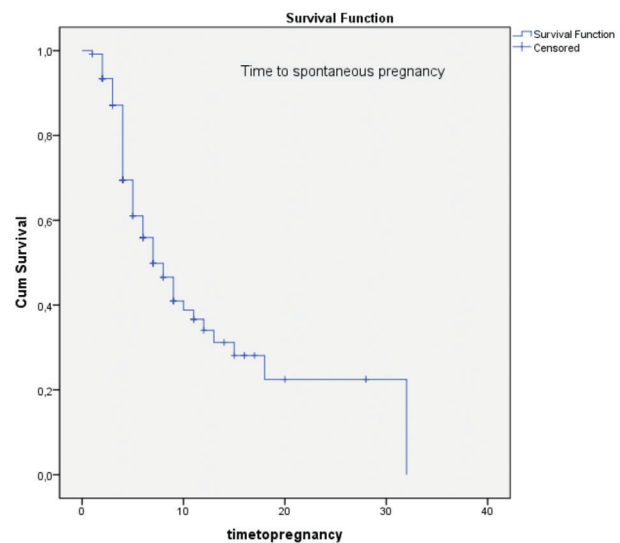 Survival Function
Survival Function
Censored
Time to spontaneous pregnancy
1,0
0,8
0,6
0,4
0,2
0,0
Cum Survival
0 10 20 30 40
timetopregnancy